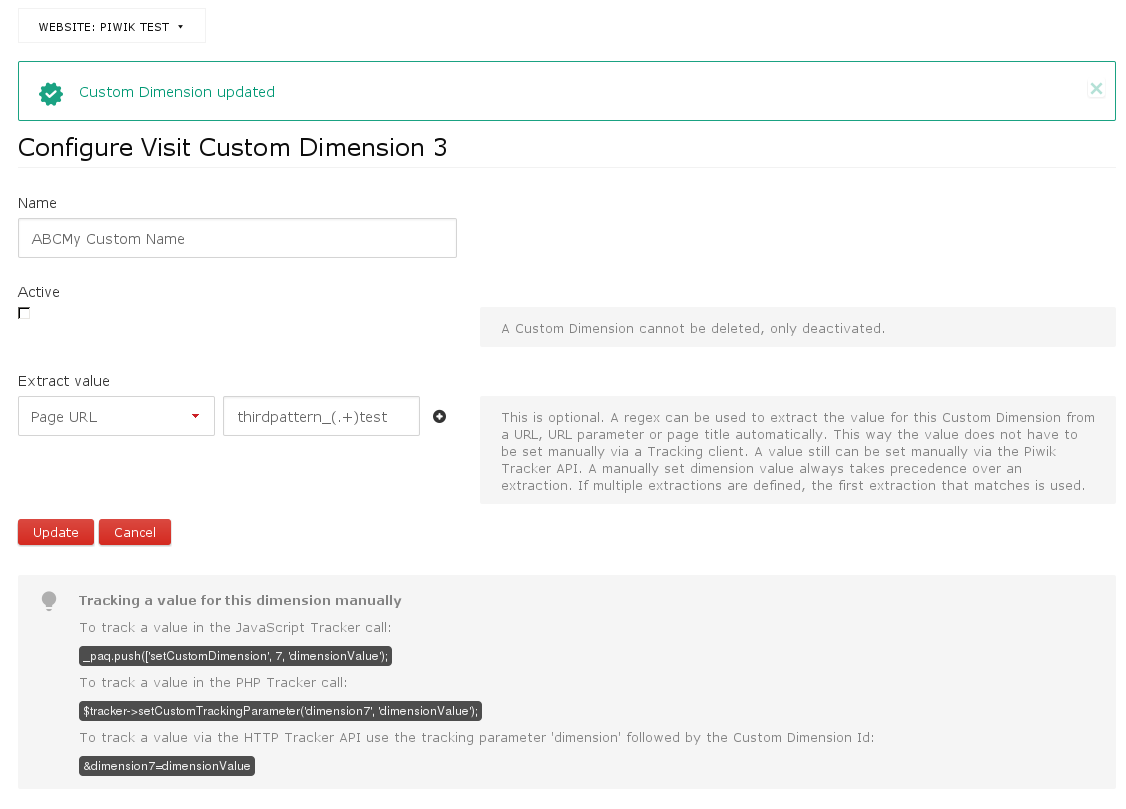 WEBSITE: PIWIK TEST
Custom Dimension updated
Configure Visit Custom Dimension 3
Name
ABCMy Custom Name
Active
A Custom Dimension cannot be deleted, only deactivated.
Extract value
Page URL
thirdpattern_(.+)test
This is optional. A regex can be used to extract the value for this Custom Dimension from
a URL, URL parameter or page title automatically. This way the value does not have to
be set manually via a Tracking client. A value still can be set manually via the Piwik
Tracker API. A manually set dimension value always takes precedence over an
extraction. If multiple extractions are defined, the first extraction that matches is used.
Update
Cancel
Tracking a value for this dimension manually
To track a value in the JavaScript Tracker call:
_paq.push(['setCustomDimension', 7, 'dimensionValue');
To track a value in the PHP Tracker call:
$tracker->setCustomTrackingParameter('dimension7', 'dimensionValue');
To track a value via the HTTP Tracker API use the tracking parameter 'dimension' followed by the Custom Dimension Id:
&dimension7=dimensionValue